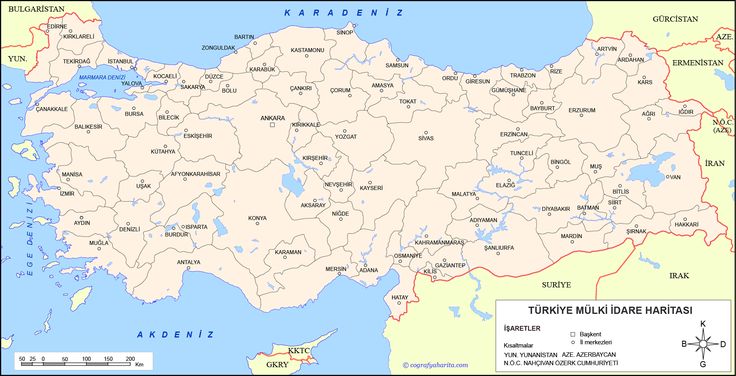 BULGARİSTAN
KARADENİZ
GÜRCİSTAN
EDİRNE
KIRKLARELİ
YUN.
TEKİRDAĞ
İSTANBUL
MARMARA DENİZİ
YALOVA
KOCAELİ
SAKARYA
DÜZCE
BOLU
ZONGULDAK
BARTIN
KARABÜK
KASTAMONU
SİNOP
ÇANKIRI
ÇORUM
SAMSUN
AMASYA
TOKAT
ORDU
GİRESUN
GÜMÜŞHANE
TRABZON
RİZE
BAYBURT
ARTVİN
ARDAHAN
KARS
AZE.
ERMENİSTAN
IĞDIR
AĞRI
N.Ö.C.
(AZE)
İRAN
ÇANAKKALE
BALIKESİR
BURSA
BİLECİK
ESKİŞEHİR
KÜTAHYA
ANKARA
KIRIKKALE
YOZGAT
SİVAS
ERZİNCAN
ERZURUM
TUNCELİ
BİNGÖL
MUŞ
VAN
BİTLİS
MANİSA
İZMİR
UŞAK
AFYONKARAHİSAR
KIRŞEHİR
NEVŞEHİR
KAYSERİ
AKSARAY
NİĞDE
MALATYA
ELAZIĞ
DİYABAKIR
BATMAN
SİİRT
HAKKARİ
ŞIRNAK
MARDİN
ADIYAMAN
ŞANLIURFA
KAHRAMANMARAŞ
OSMANİYE
GAZİANTEP
KİLİS
HATAY
ADANA
MERSİN
KARAMAN
KONYA
ISPARTA
BURDUR
DENİZLİ
AYDIN
MUĞLA
ANTALYA
EGE DENİZ
AKDENİZ
KKTC
GKRY
SURİYE
IRAK
50 25 0 50 100 150 200
Km
© cografyaharita.com
TÜRKİYE MÜLKİ İDARE HARİTASI
İŞARETLER
Başkent
İl merkezleri
Kısaltmalar
YUN. YUNANİSTAN AZE. AZERBAYCAN
N.Ö.C. NAHÇIVAN ÖZERK CUMHURİYETİ
K
B
D
G